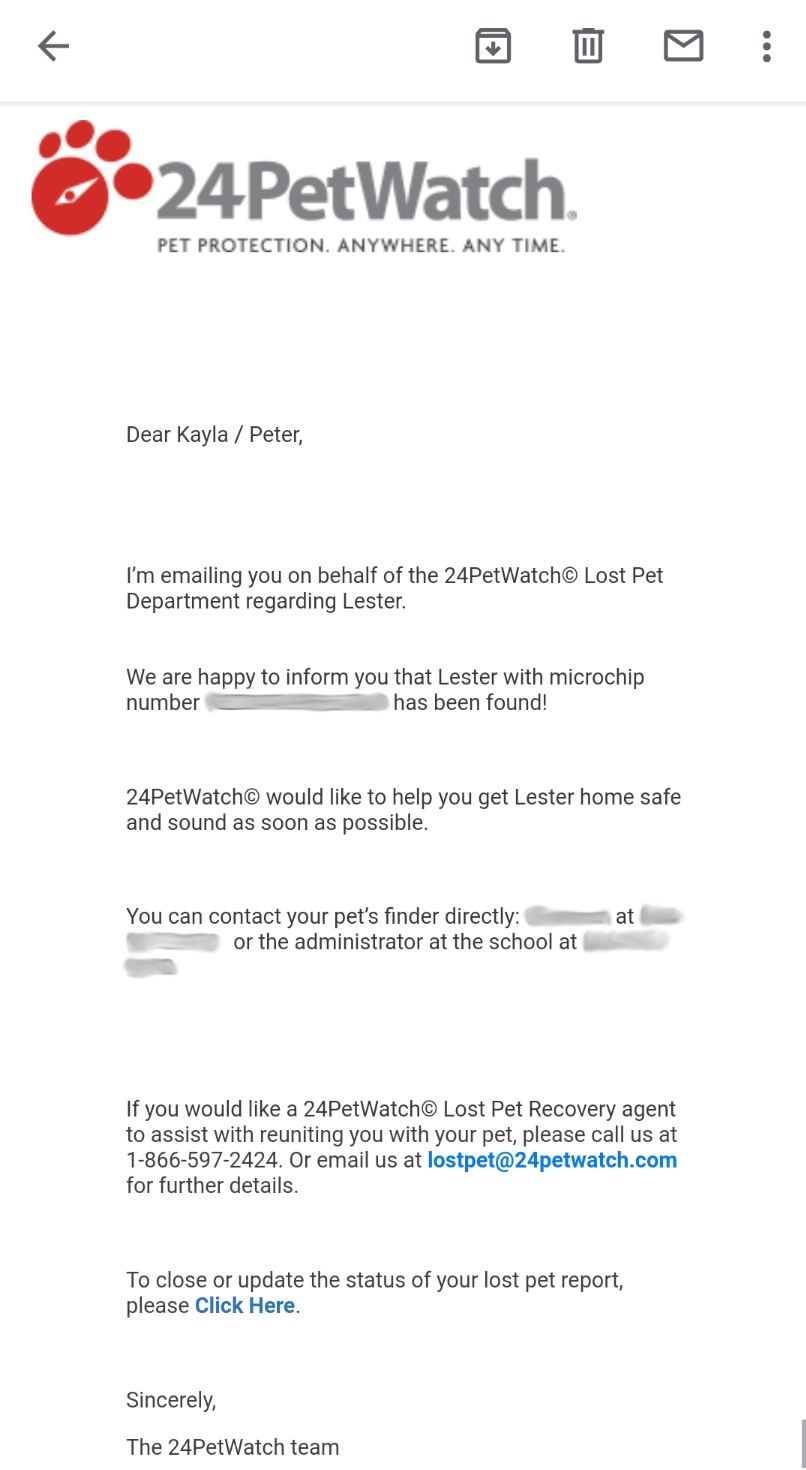 24PetWatch®
PET PROTECTION. ANYWHERE. ANY TIME.
Dear Kayla / Peter,
I’m emailing you on behalf of the 24PetWatch© Lost Pet
Department regarding Lester.
We are happy to inform you that Lester with microchip
number has been found!
24PetWatch© would like to help you get Lester home safe
and sound as soon as possible.
You can contact your pet’s finder directly: at
or the administrator at the school at
If you would like a 24PetWatch© Lost Pet Recovery agent
to assist with reuniting you with your pet, please call us at
1-866-597-2424. Or email us at lostpet@24petwatch.com
for further details.
To close or update the status of your lost pet report,
please Click Here.
Sincerely,
The 24PetWatch team